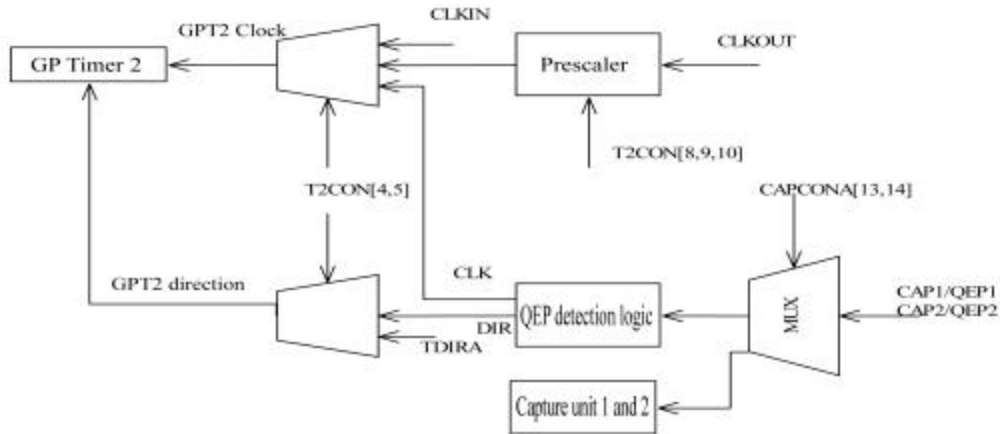 CLKIN
GPT2 Clock
CLKOUT
GP Timer 2
Prescaler
T2CON[8,9,10]
T2CON[4,5]
CAPCONA[13,14]
CLK
GPT2 direction
CAP1/QEP1
CAP2/QEP2
QEP detection logic
MUX
DIR
TDIRA
Capture unit 1 and 2